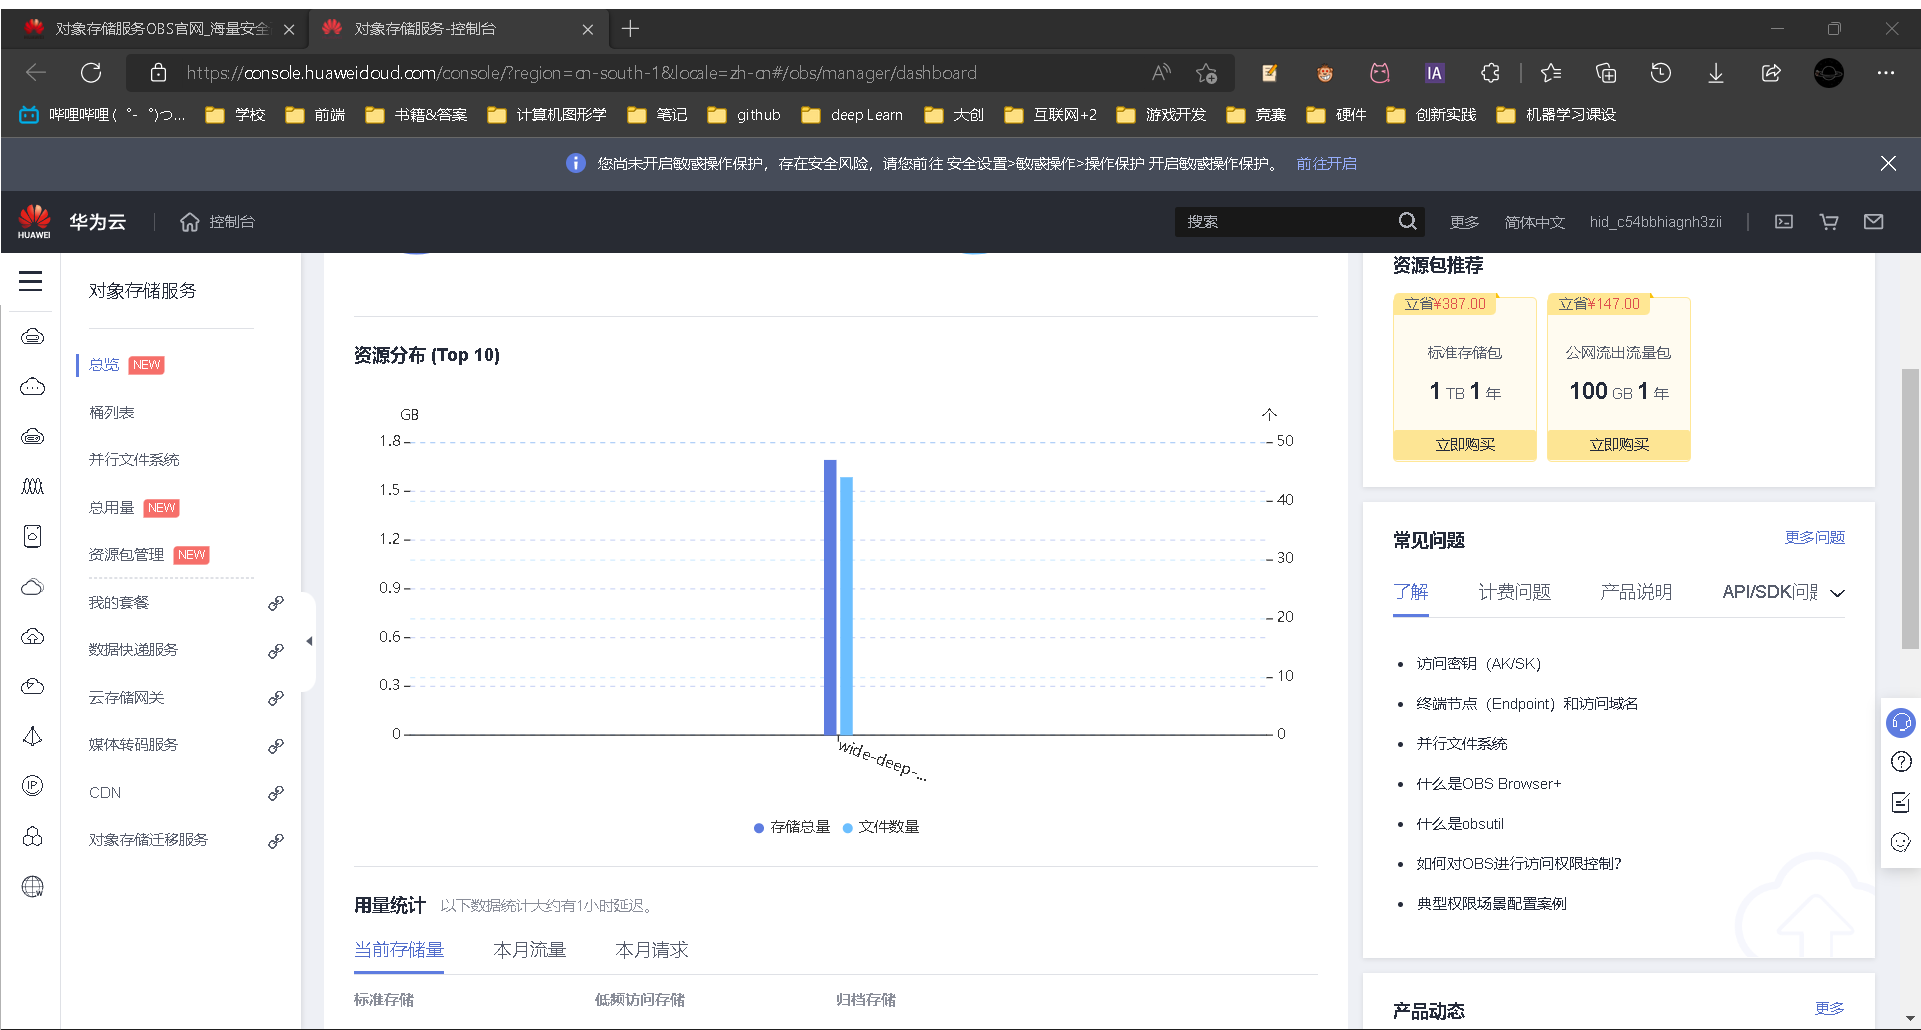 对象存储服务OBS官网_海量安全
对象存储服务-控制台
https://console.huaweicloud.com/console/?region=cn-south-1&locale=zh-cn#/obs/manager/dashboard
哔哩哔哩 (゜-゜)つ...
学校
前端
书籍&答案
计算机图形学
笔记
github
deep Learn
大创
互联网+2
游戏开发
竞赛
硬件
创新实践
机器学习课设
您尚未开启敏感操作保护，存在安全风险，请您前往 安全设置>敏感操作>操作保护 开启敏感操作保护。 前往开启
HUAWEI
华为云
控制台
搜索
更多
简体中文
hid_c54bbhiagnh3zii
对象存储服务
总览 NEW
桶列表
并行文件系统
总用量 NEW
资源包管理 NEW
我的套餐
数据快递服务
云存储网关
媒体转码服务
CDN
对象存储迁移服务
IP
资源分布 (Top 10)
GB
个
1.8
1.5
1.2
0.9
0.6
0.3
0
50
40
30
20
10
0
wide-deep-...
存储总量 文件数量
用量统计 以下数据统计大约有1小时延迟。
当前存储量 本月流量 本月请求
标准存储 低频访问存储 归档存储
资源包推荐
立省¥387.00
标准存储包
1 TB 1 年
立即购买
立省¥147.00
公网流出流量包
100 GB 1 年
立即购买
常见问题 更多问题
了解 计费问题 产品说明 API/SDK问题
访问密钥（AK/SK）
终端节点（Endpoint）和访问域名
并行文件系统
什么是OBS Browser+
什么是obsutil
如何对OBS进行访问权限控制？
典型权限场景配置案例
产品动态 更多